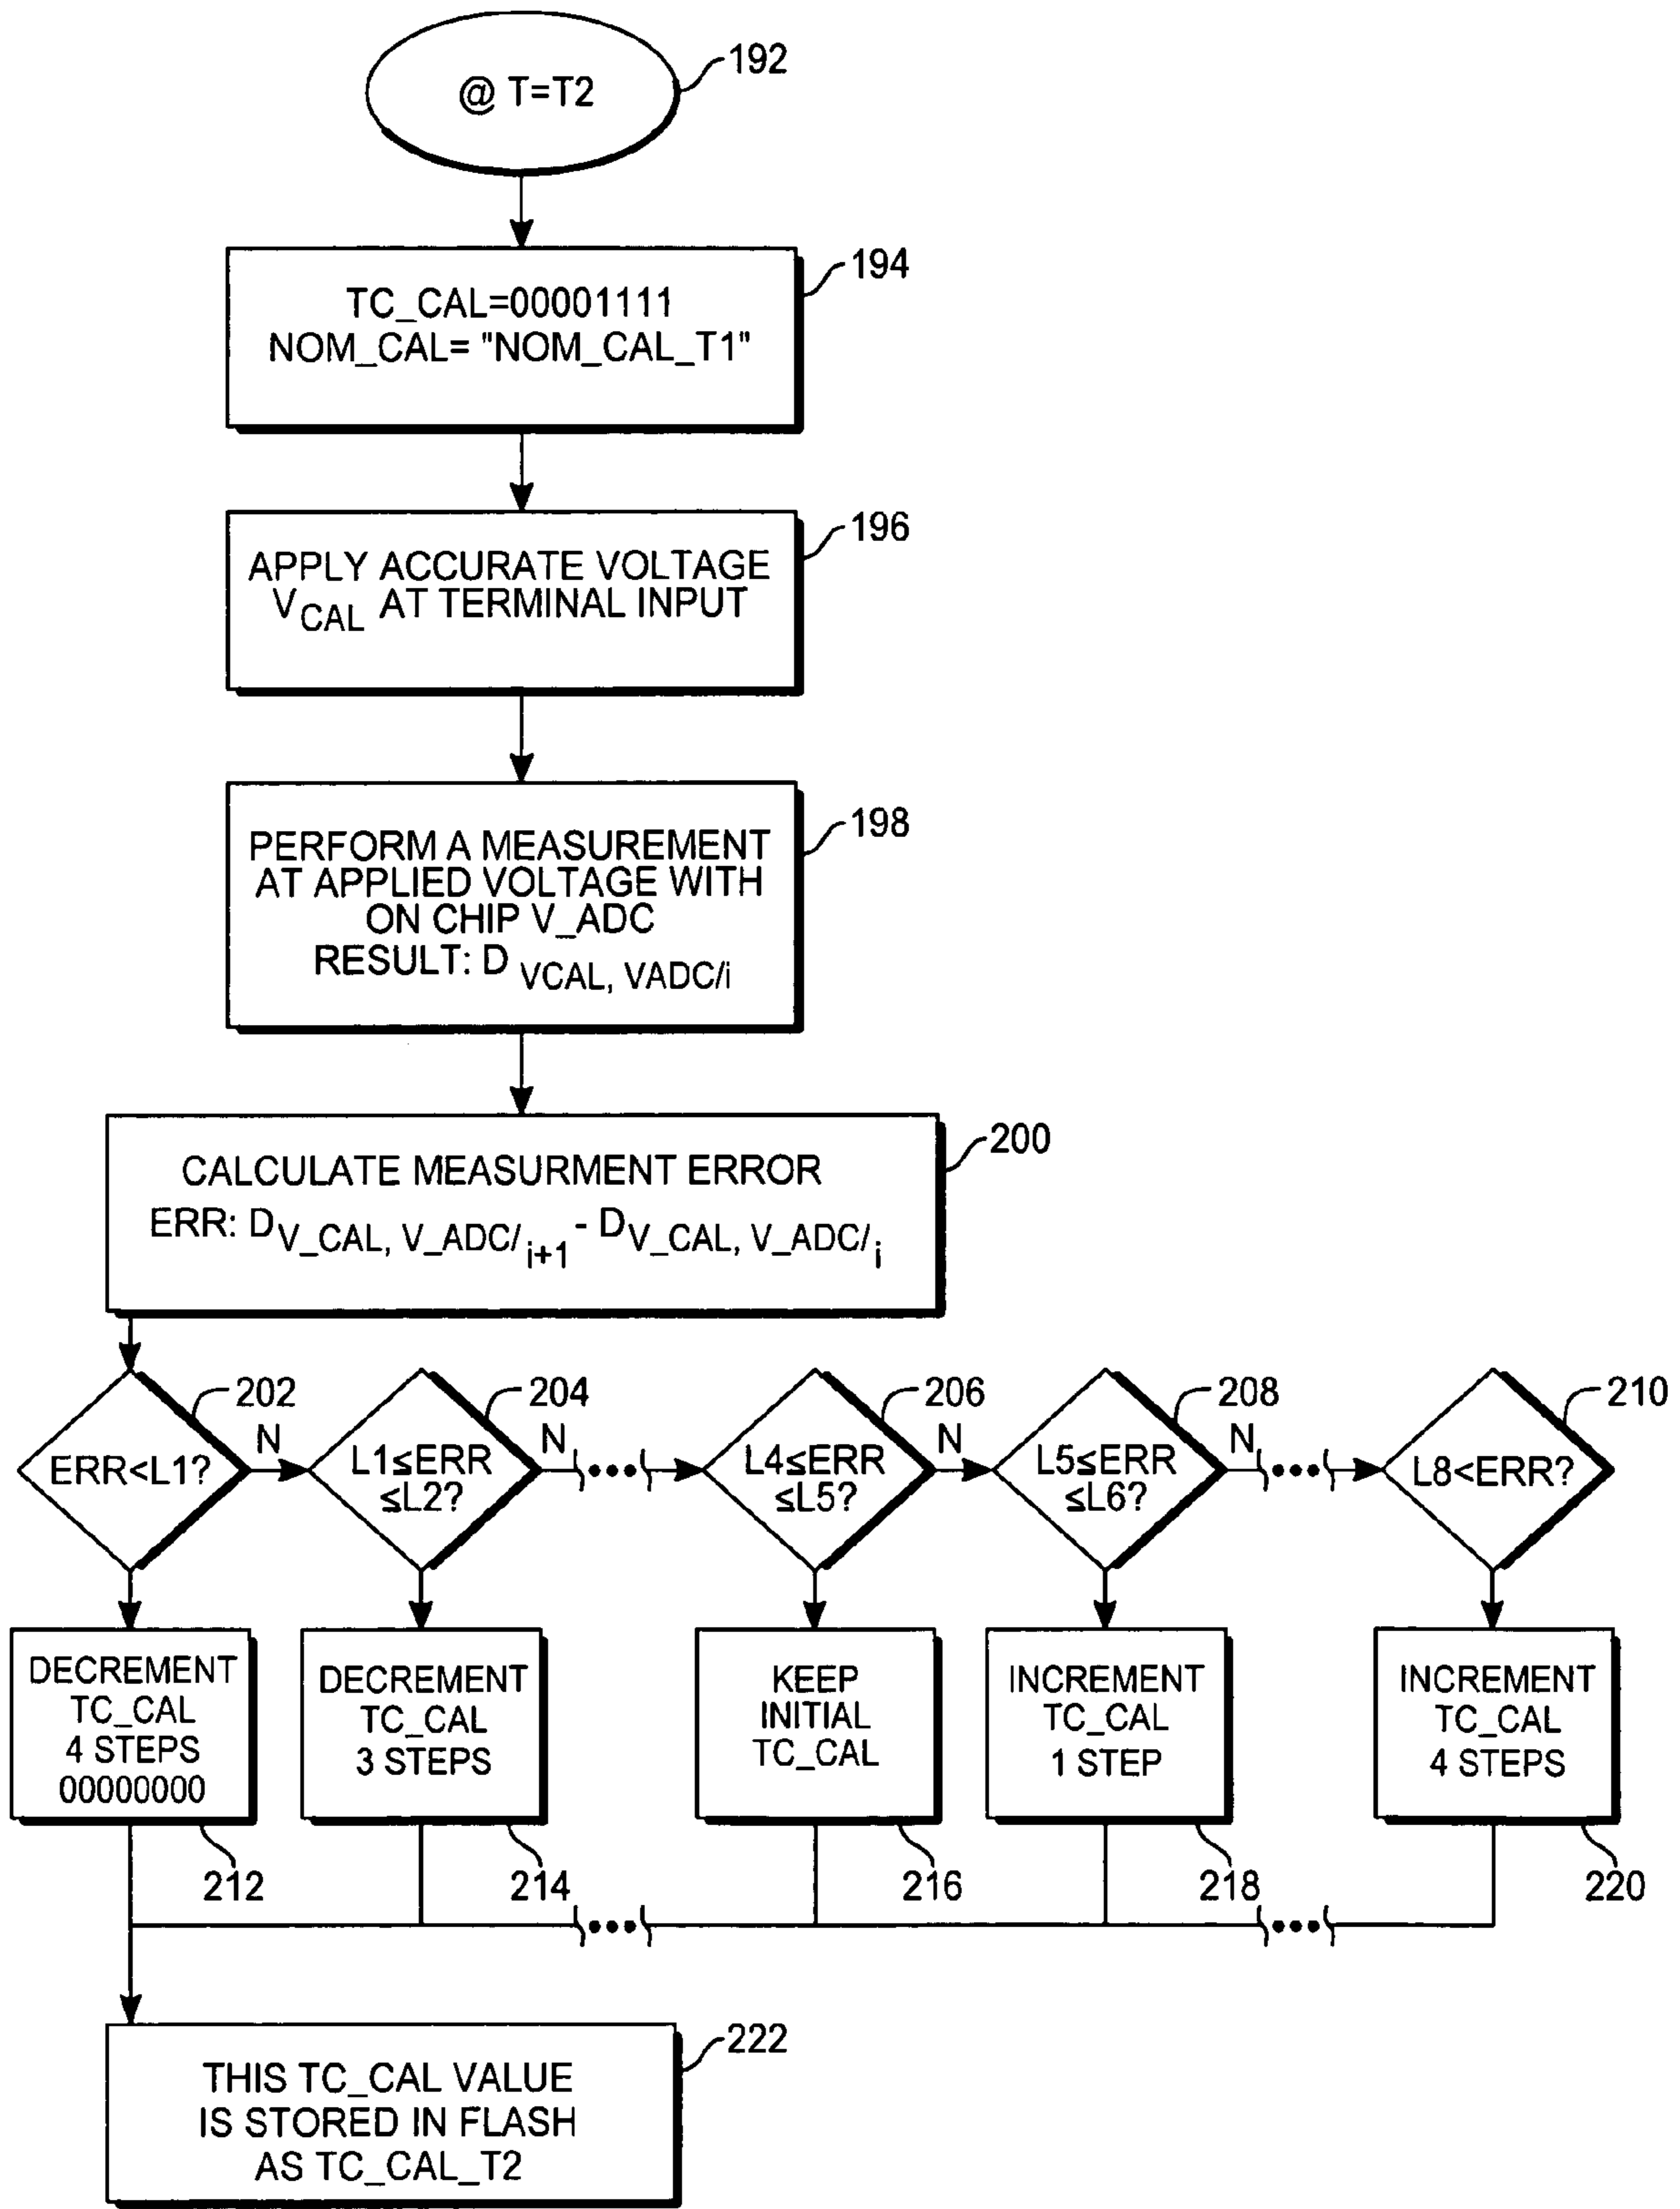 @ T=T2
192
TC_CAL=00001111
NOM_CAL= "NOM_CAL_T1"
194
APPLY ACCURATE VOLTAGE
VCAL AT TERMINAL INPUT
196
PERFORM A MEASUREMENT
AT APPLIED VOLTAGE WITH
ON CHIP V_ADC
RESULT: D VCAL, VADC/i
198
CALCULATE MEASURMENT ERROR
ERR: DV_CAL, V_ADC/i+1 - DV_CAL, V_ADC/i
200
ERR<L1?
202
N
L1≤ERR
≤L2?
204
N
L4≤ERR
≤L5?
206
N
L5≤ERR
≤L6?
208
N
L8<ERR?
210
DECREMENT
TC_CAL
4 STEPS
00000000
212
DECREMENT
TC_CAL
3 STEPS
214
KEEP
INITIAL
TC_CAL
216
INCREMENT
TC_CAL
1 STEP
218
INCREMENT
TC_CAL
4 STEPS
220
THIS TC_CAL VALUE
IS STORED IN FLASH
AS TC_CAL_T2
222